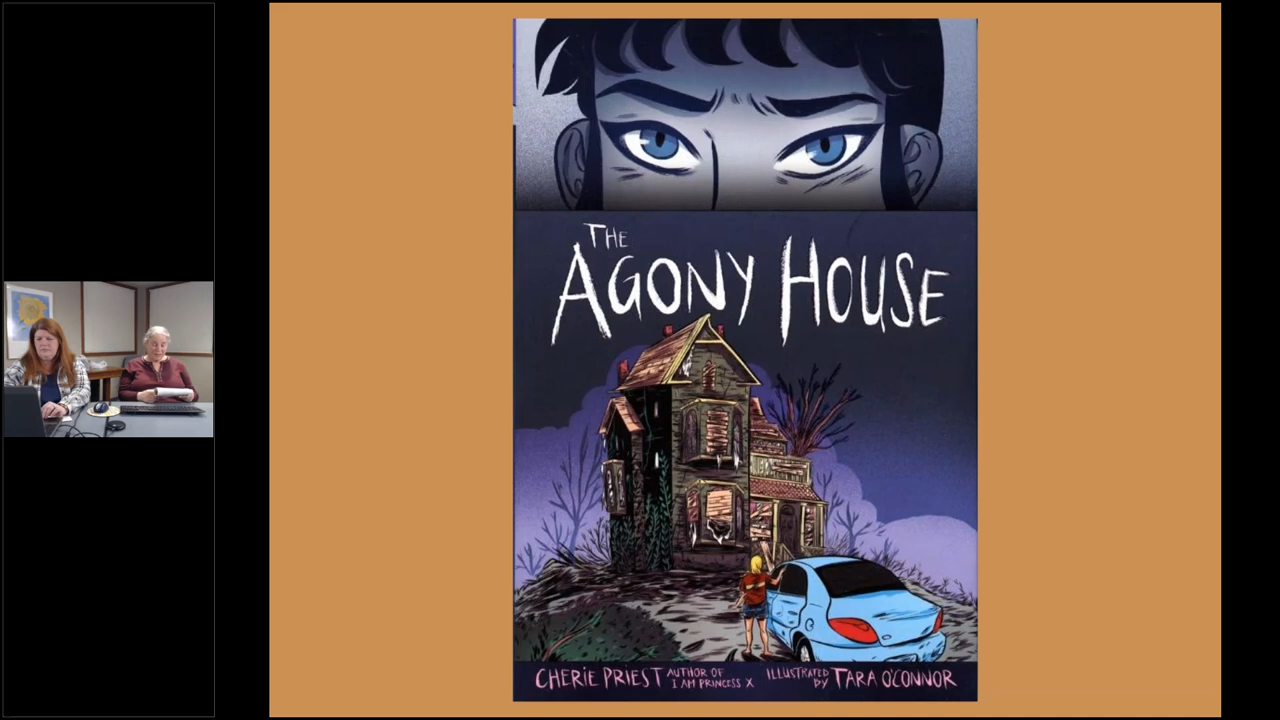 THE
AGONY HOUSE
CHERIE PRIEST AUTHOR OF I AM PRINCESS X ILLUSTRATED BY TARA O'CONNOR